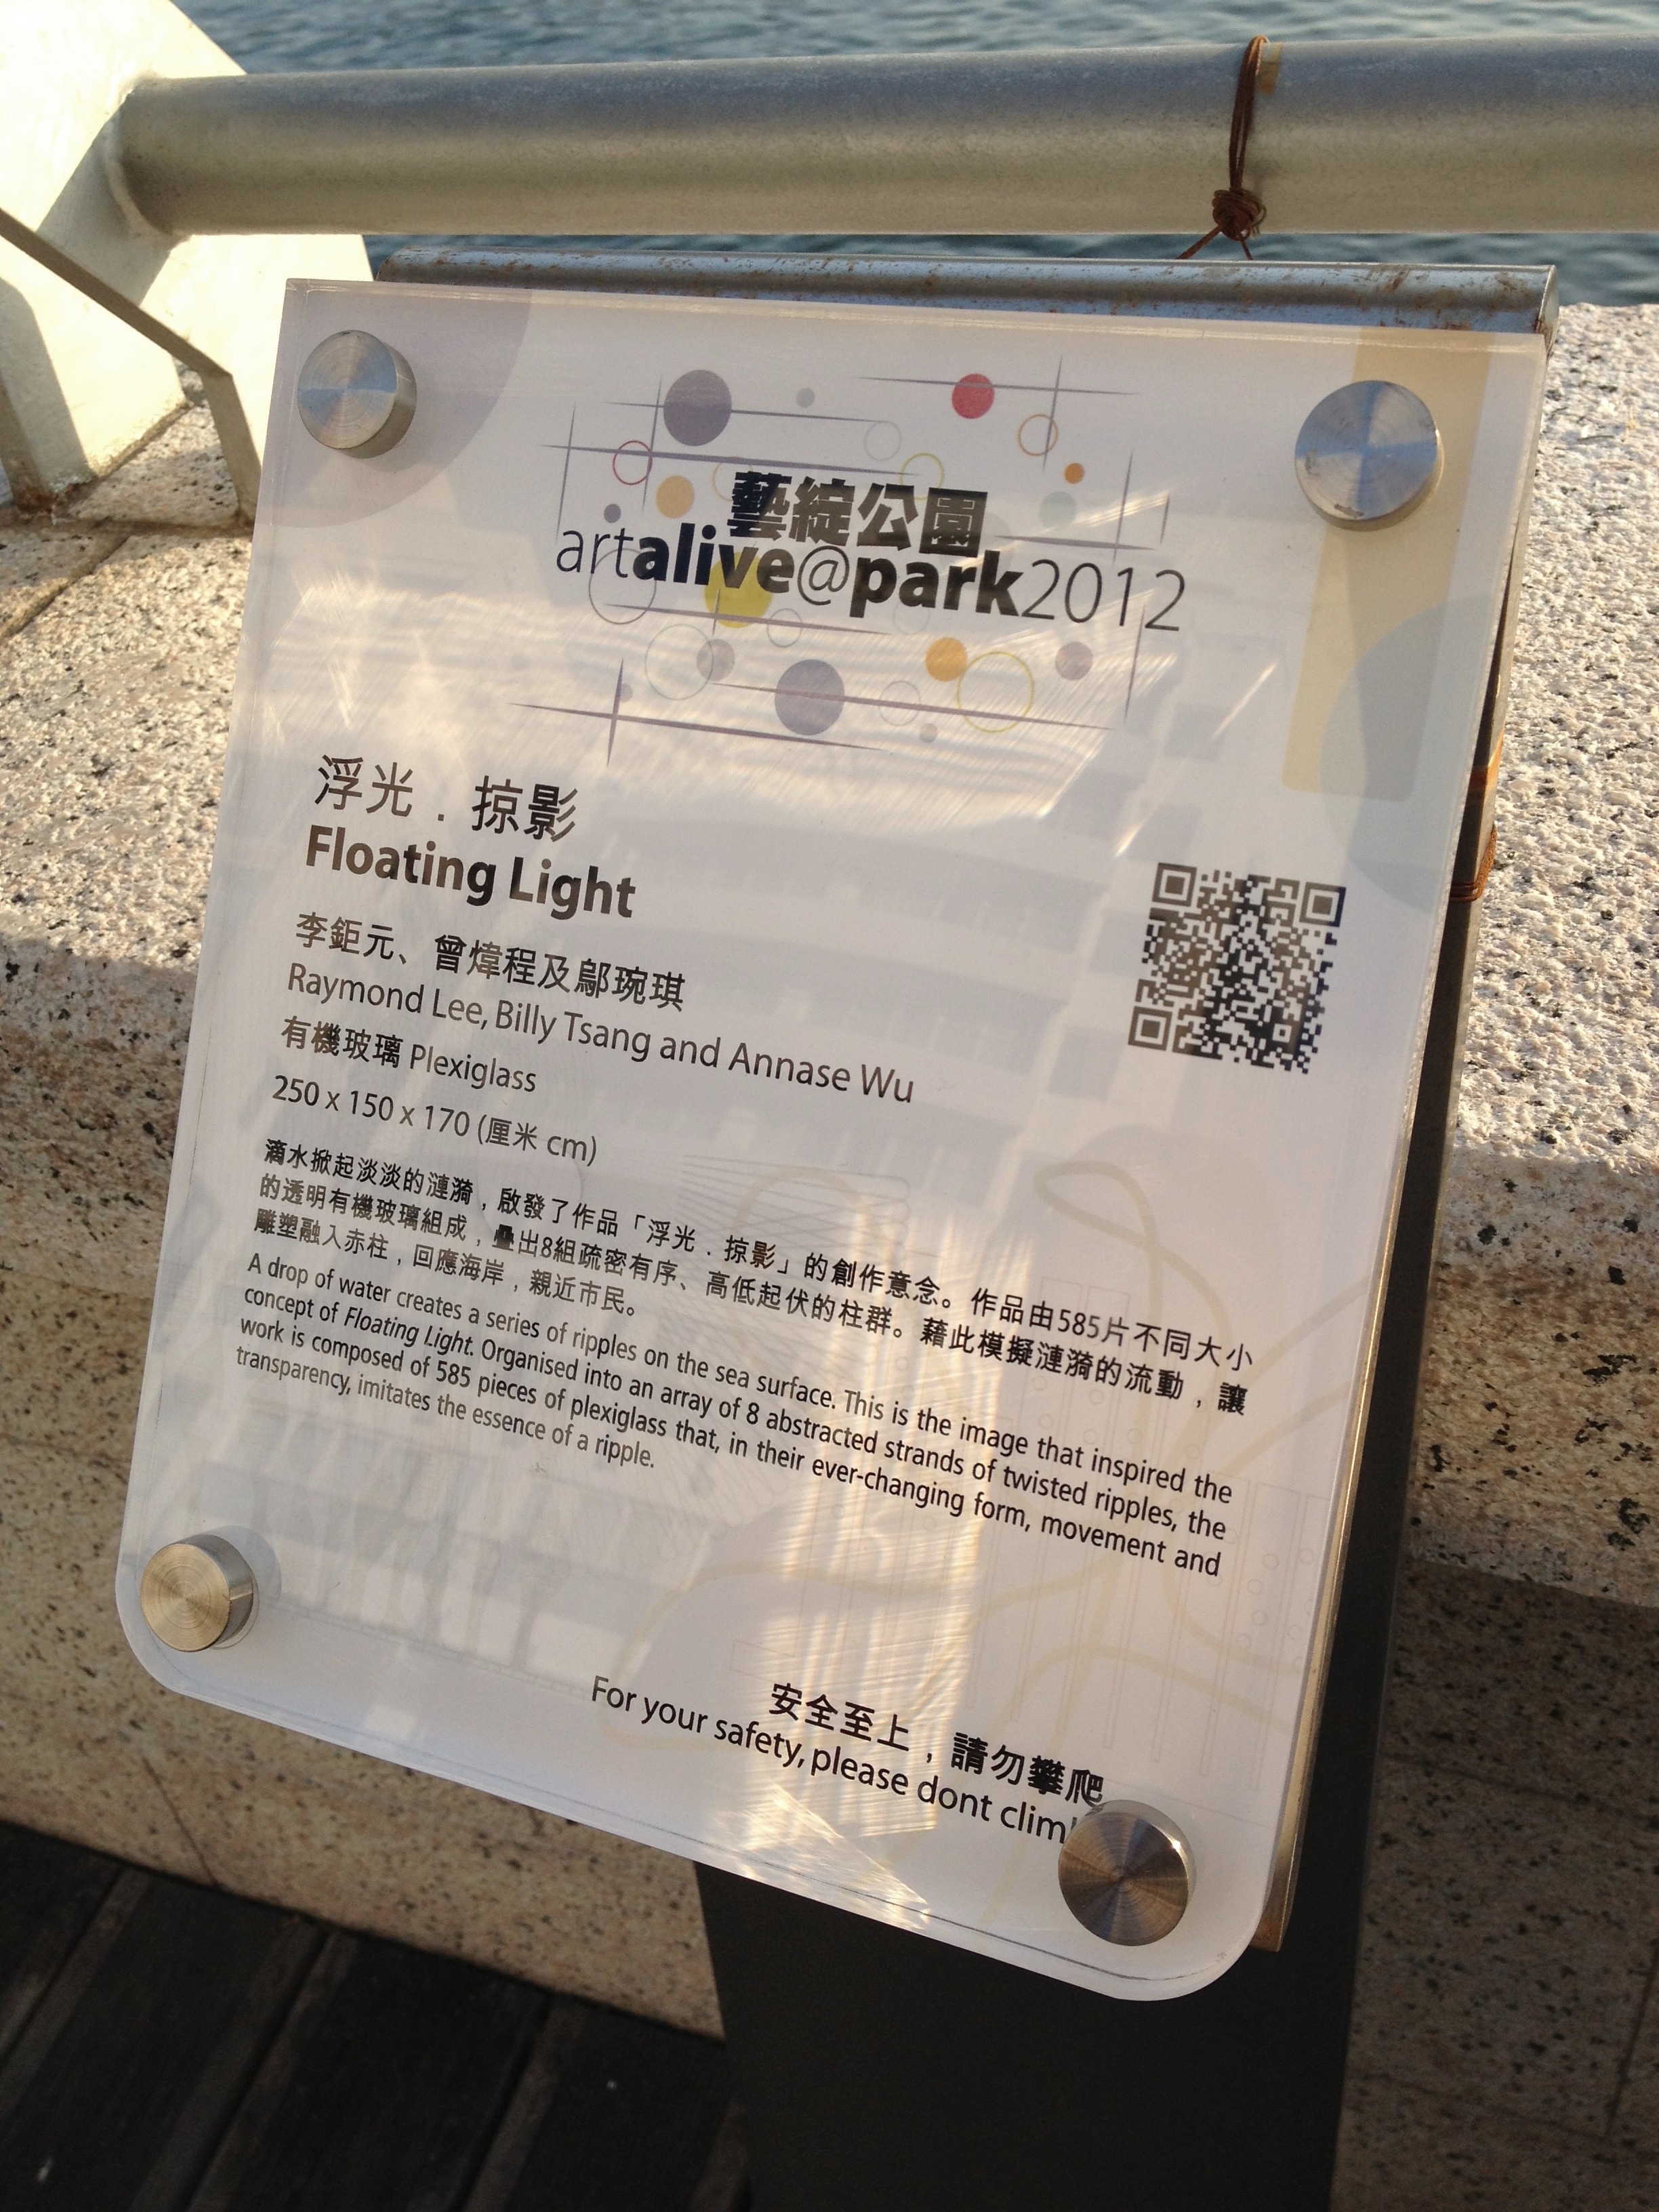 藝綻公園
artalive@park2012
浮光．掠影
Floating Light
李鉅元、曾煒程及鄔琬琪
Raymond Lee, Billy Tsang and Annase Wu
有機玻璃 Plexiglass
250 x 150 x 170 (厘米 cm)
滴水掀起淡淡的漣漪，啟發了作品「浮光．掠影」的創作意念。作品由585片不同大小
的透明有機玻璃組成，疊出8組疏密有序、高低起伏的柱群。藉此模擬漣漪的流動，讓
雕塑融入赤柱，回應海岸，親近市民。
A drop of water creates a series of ripples on the sea surface. This is the image that inspired the
concept of Floating Light. Organised into an array of 8 abstracted strands of twisted ripples, the
work is composed of 585 pieces of plexiglass that, in their ever-changing form, movement and
transparency, imitates the essence of a ripple.
安全至上，請勿攀爬
For your safety, please dont clim